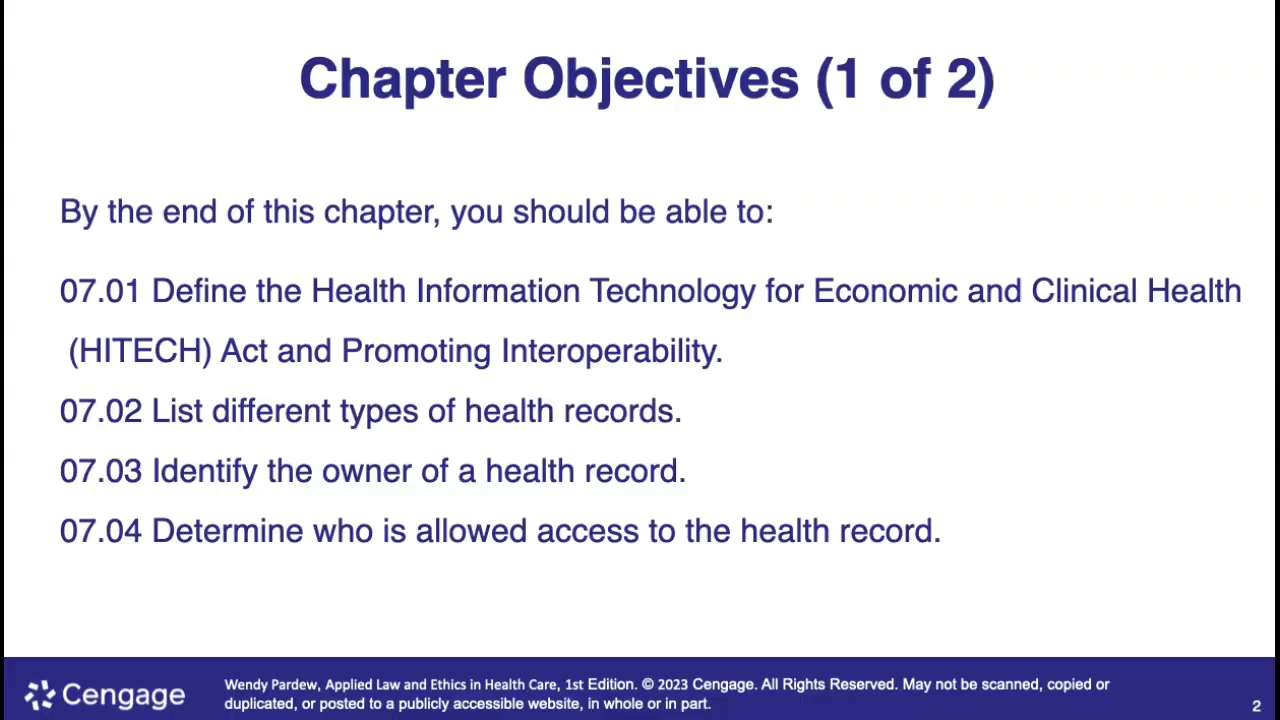 Chapter Objectives (1 of 2)
By the end of this chapter, you should be able to:
07.01 Define the Health Information Technology for Economic and Clinical Health
(HITECH) Act and Promoting Interoperability.
07.02 List different types of health records.
07.03 Identify the owner of a health record.
07.04 Determine who is allowed access to the health record.
Cengage
Wendy Pardew, Applied Law and Ethics in Health Care, 1st Edition. © 2023 Cengage. All Rights Reserved. May not be scanned, copied or
duplicated, or posted to a publicly accessible website, in whole or in part.
2